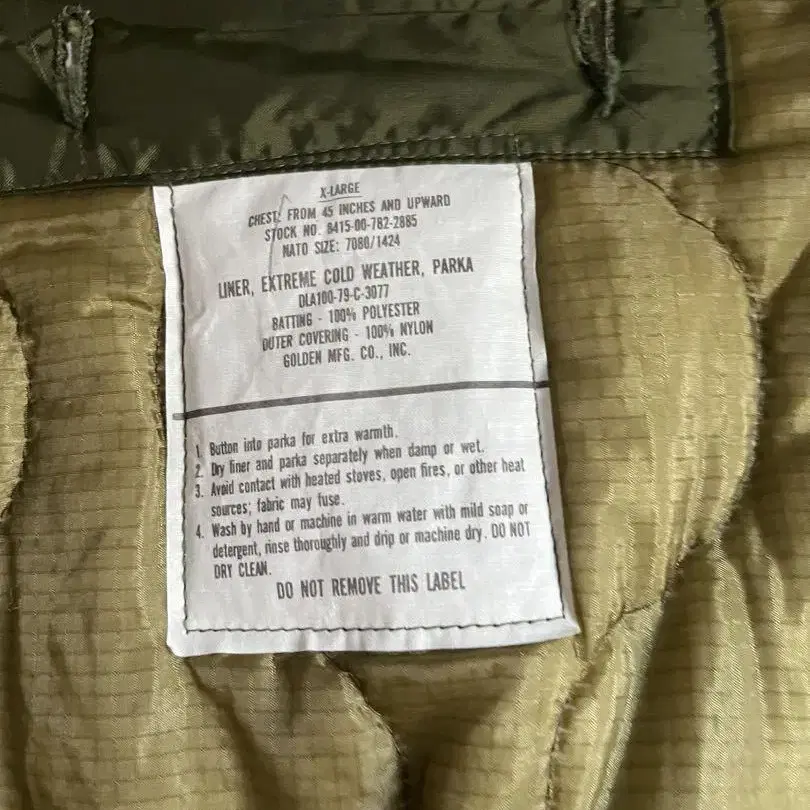 X-LARGE
CHEST: FROM 45 INCHES AND UPWARD
STOCK NO. 8415-00-782-2885
NATO SIZE: 7080/1424
LINER, EXTREME COLD WEATHER, PARKA
DLA100-79-C-3077
BATTING - 100% POLYESTER
OUTER COVERING - 100% NYLON
GOLDEN MFG. CO., INC.
1. Button into parka for extra warmth.
2. Dry liner and parka separately when damp or wet.
3. Avoid contact with heated stoves, open fires, or other heat
sources; fabric may fuse.
4. Wash by hand or machine in warm water with mild soap or
detergent, rinse thoroughly and drip or machine dry. DO NOT
DRY CLEAN.
DO NOT REMOVE THIS LABEL